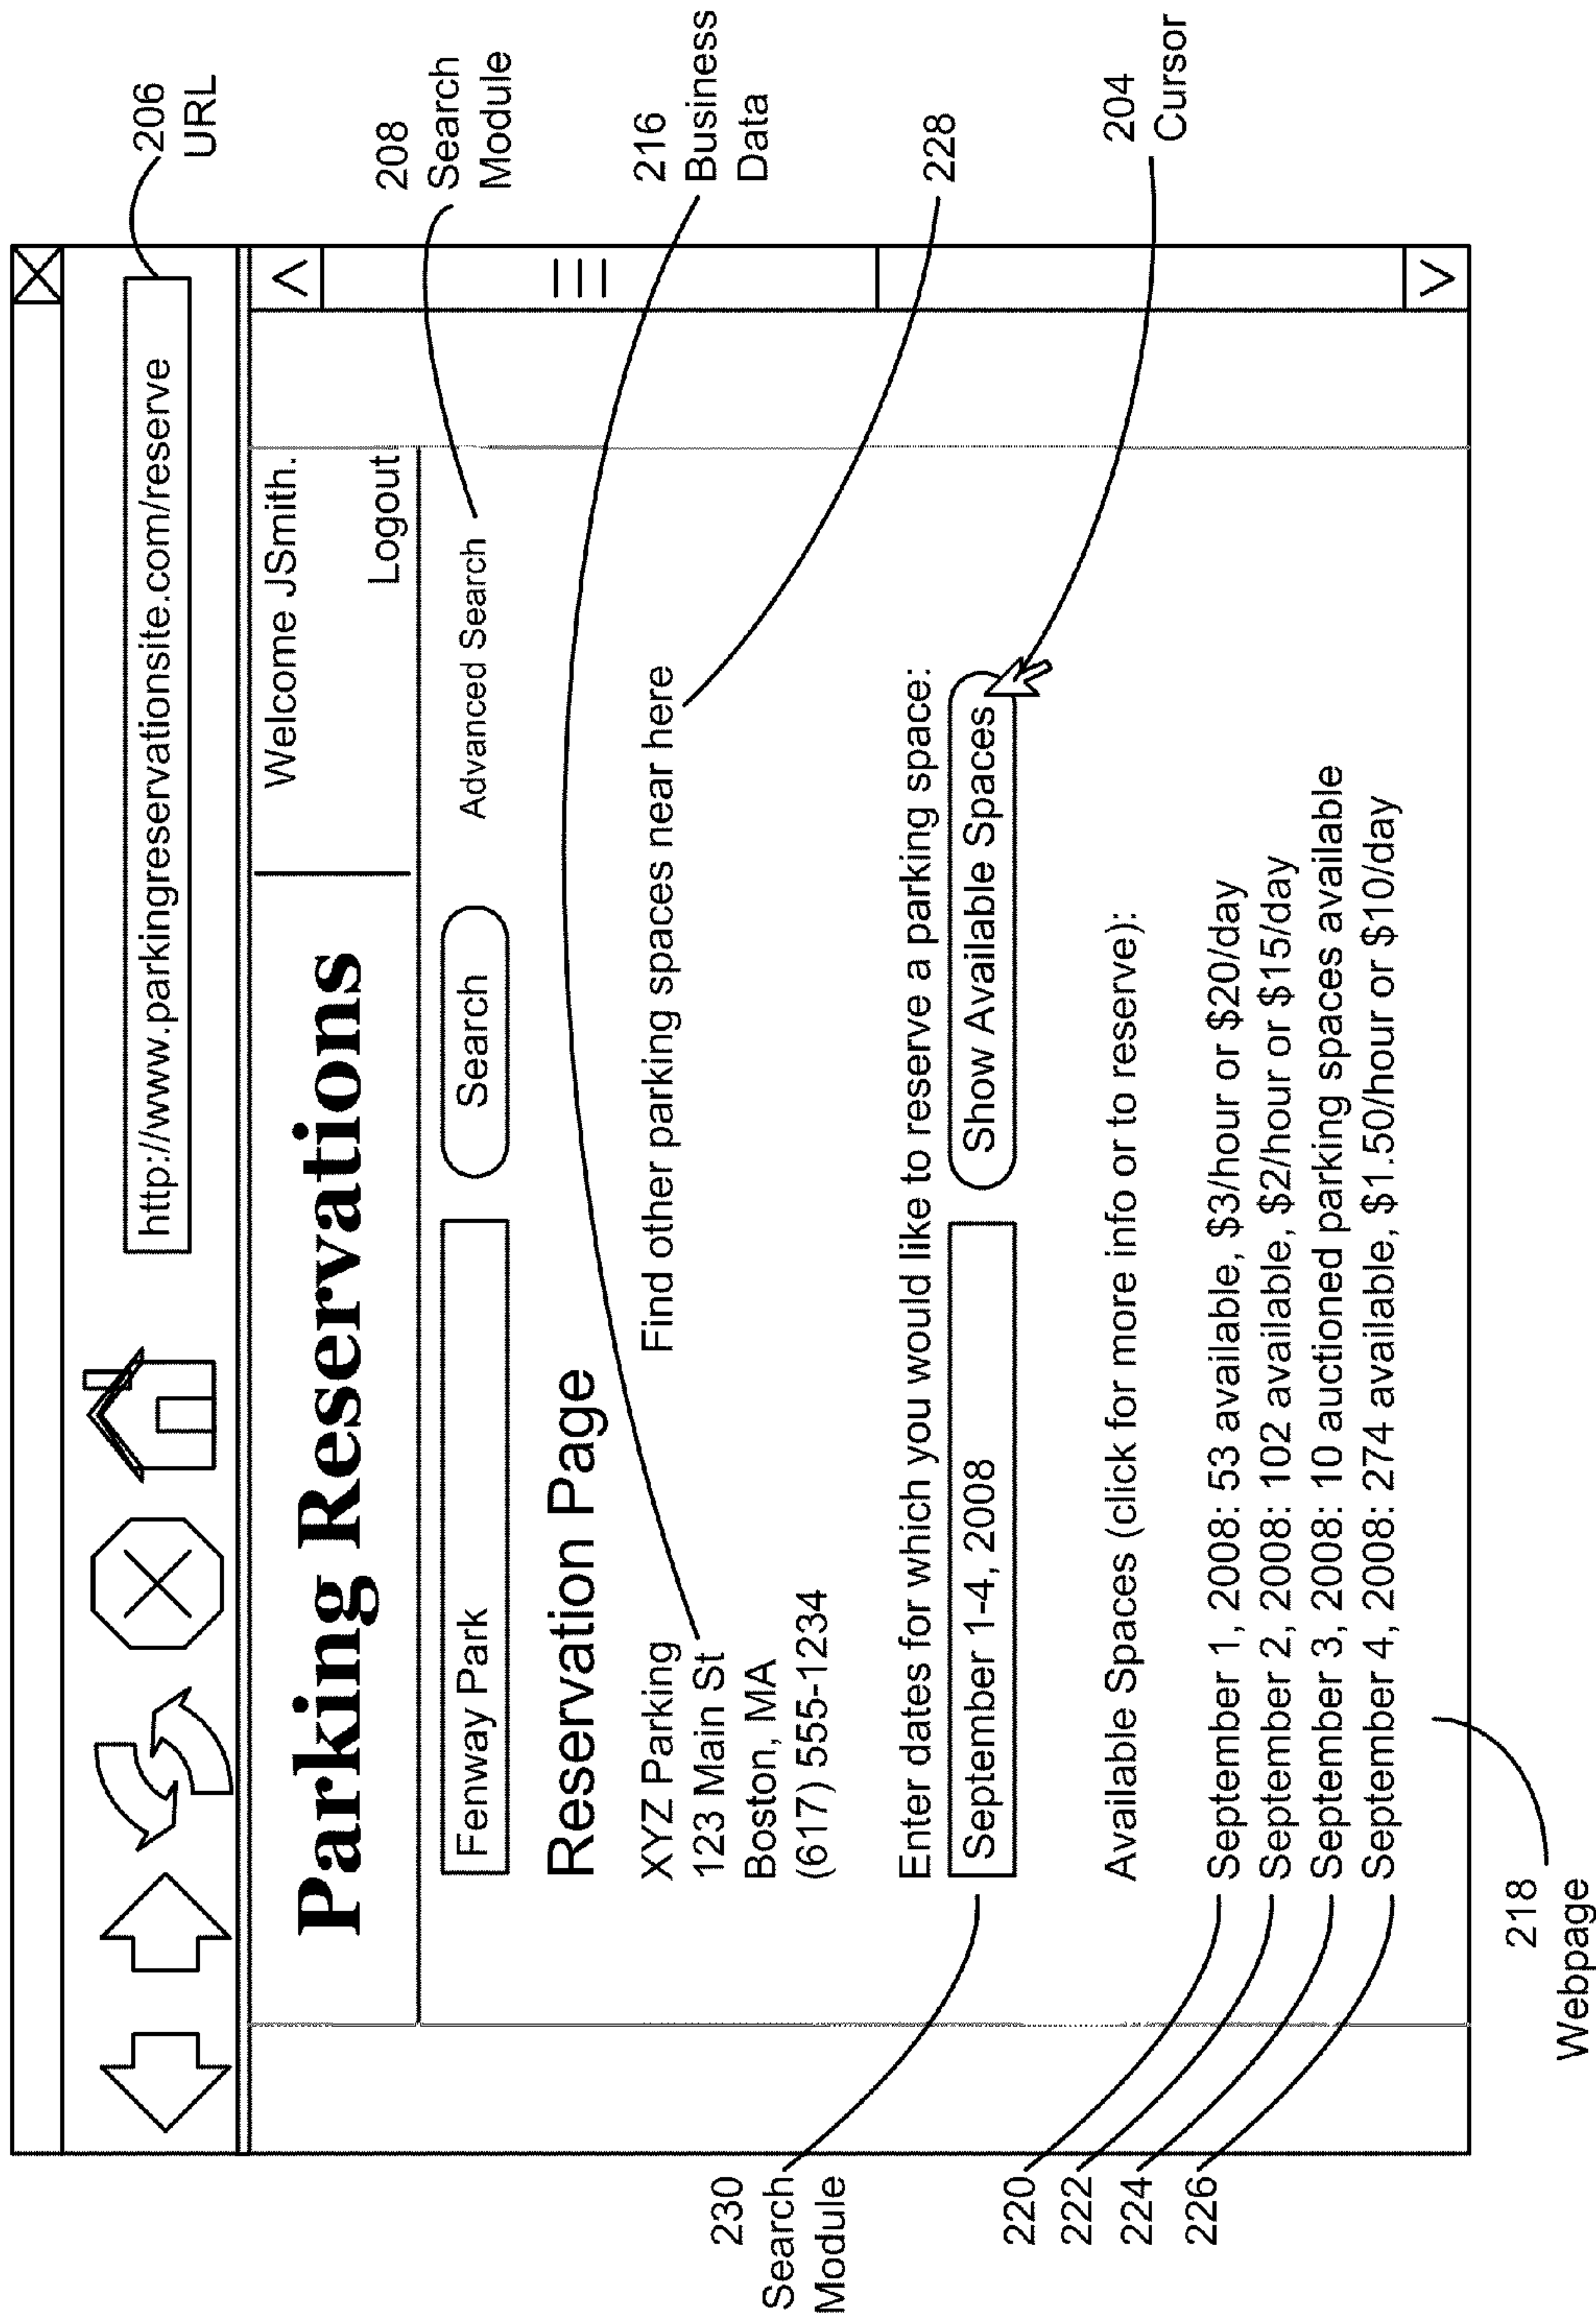 206
URL
http://www.parkingreservationsite.com/reserve
Parking Reservations
Welcome JSmith.
Logout
208
Search
Module
Fenway Park
Search
Advanced Search
Reservation Page
216
Business
Data
XYZ Parking
123 Main St
Boston, MA
(617) 555-1234
Find other parking spaces near here
228
Enter dates for which you would like to reserve a parking space:
230
Search
Module
September 1-4, 2008
Show Available Spaces
204
Cursor
Available Spaces (click for more info or to reserve):
220
September 1, 2008: 53 available, $3/hour or $20/day
222
September 2, 2008: 102 available, $2/hour or $15/day
224
September 3, 2008: 10 auctioned parking spaces available
226
September 4, 2008: 274 available, $1.50/hour or $10/day
218
Webpage